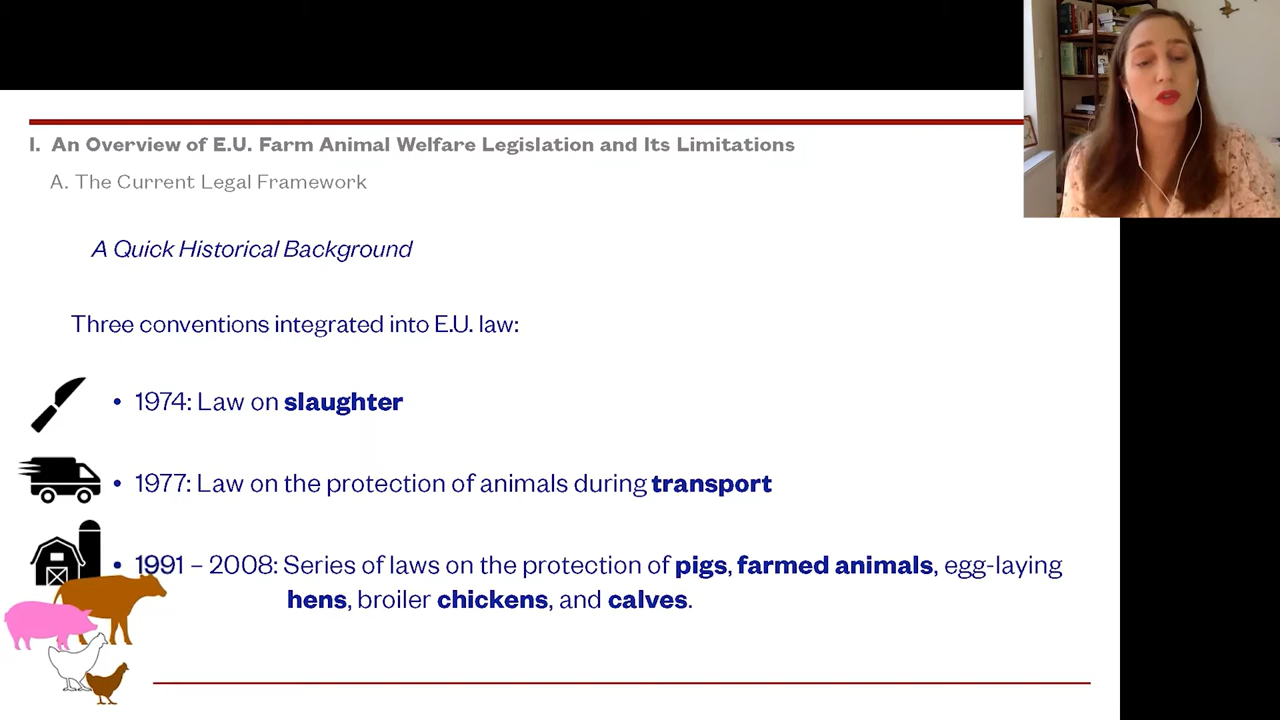 I. An Overview of E.U. Farm Animal Welfare Legislation and Its Limitations
A. The Current Legal Framework
A Quick Historical Background
Three conventions integrated into E.U. law:
• 1974: Law on slaughter
• 1977: Law on the protection of animals during transport
• 1991 – 2008: Series of laws on the protection of pigs, farmed animals, egg-laying
hens, broiler chickens, and calves.